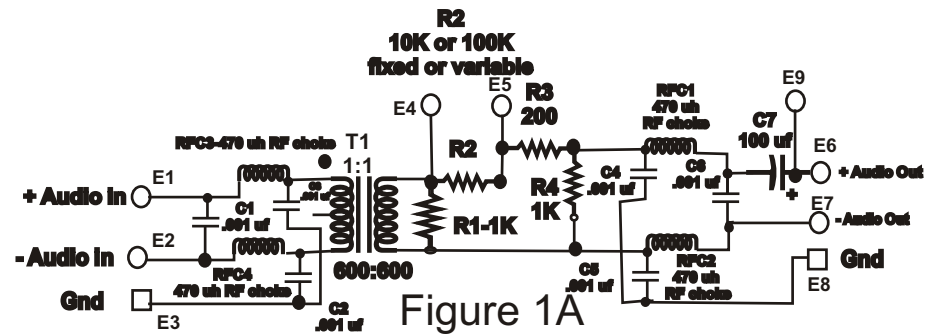 R2
10K or 100K
fixed or variable
E4
E5
R3
200
RFC1
470 uh
RF choke
E9
C7
100 uf
E6
+ Audio Out
+
RFC3-470 uh RF choke
T1
1:1
R2
C4
.001 uf
C6
.001 uf
E1
+ Audio in
C1
.001 uf
C3
.001 uf
R4
1K
R1-1K
E7
- Audio Out
E2
- Audio in
RFC4
470 uh RF choke
600:600
C5
.001 uf
RFC2
470 uh
RF choke
Gnd
E8
Gnd
E3
C2
.001 uf
Figure 1A